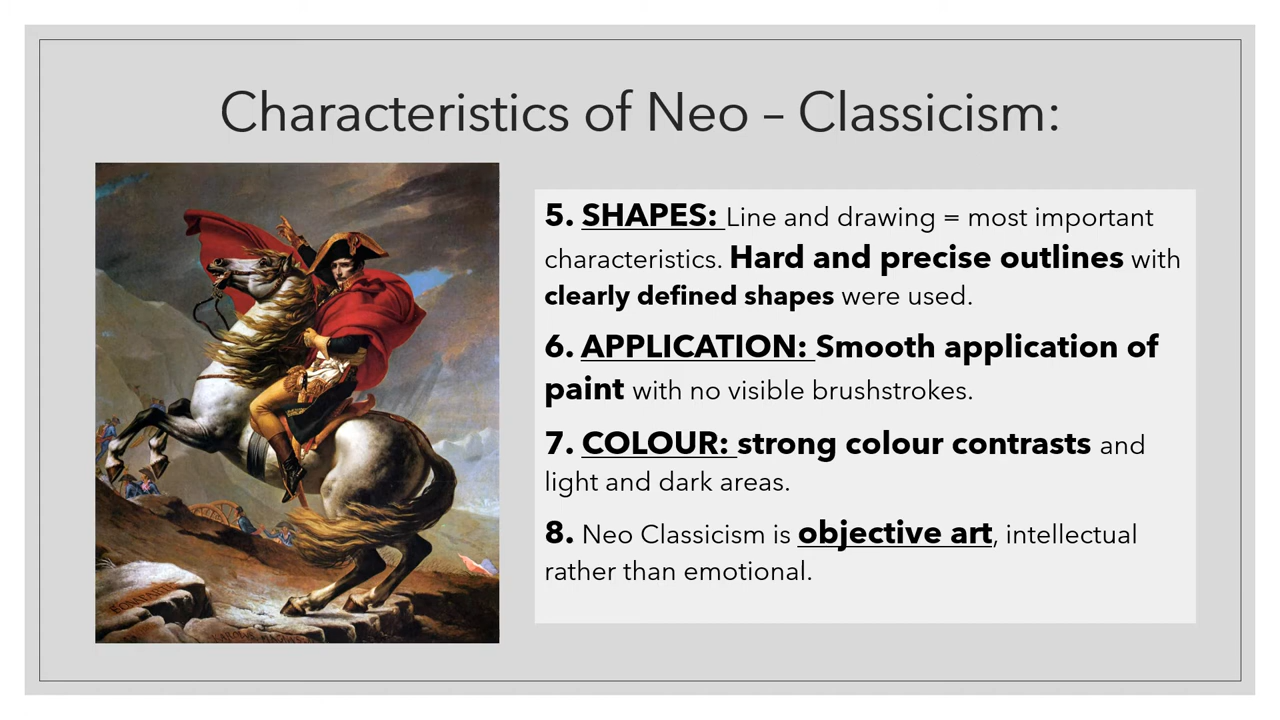 Characteristics of Neo – Classicism:
5. SHAPES: Line and drawing = most important
characteristics. Hard and precise outlines with
clearly defined shapes were used.
6. APPLICATION: Smooth application of
paint with no visible brushstrokes.
7. COLOUR: strong colour contrasts and
light and dark areas.
8. Neo Classicism is objective art, intellectual
rather than emotional.